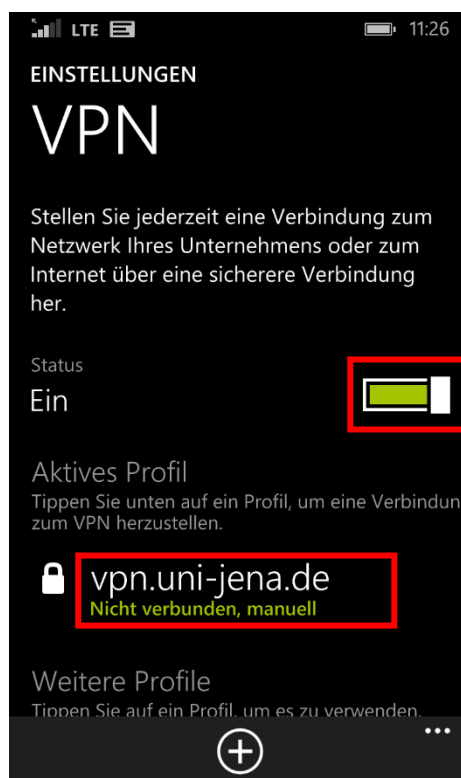 LTE 11:26
EINSTELLUNGEN
VPN
Stellen Sie jederzeit eine Verbindung zum
Netzwerk Ihres Unternehmens oder zum
Internet über eine sicherere Verbindung
her.
Status
Ein
Aktives Profil
Tippen Sie unten auf ein Profil, um eine Verbindun
zum VPN herzustellen.
vpn.uni-jena.de
Nicht verbunden, manuell
Weitere Profile
Tippen Sie auf ein Profil, um es zu verwenden.